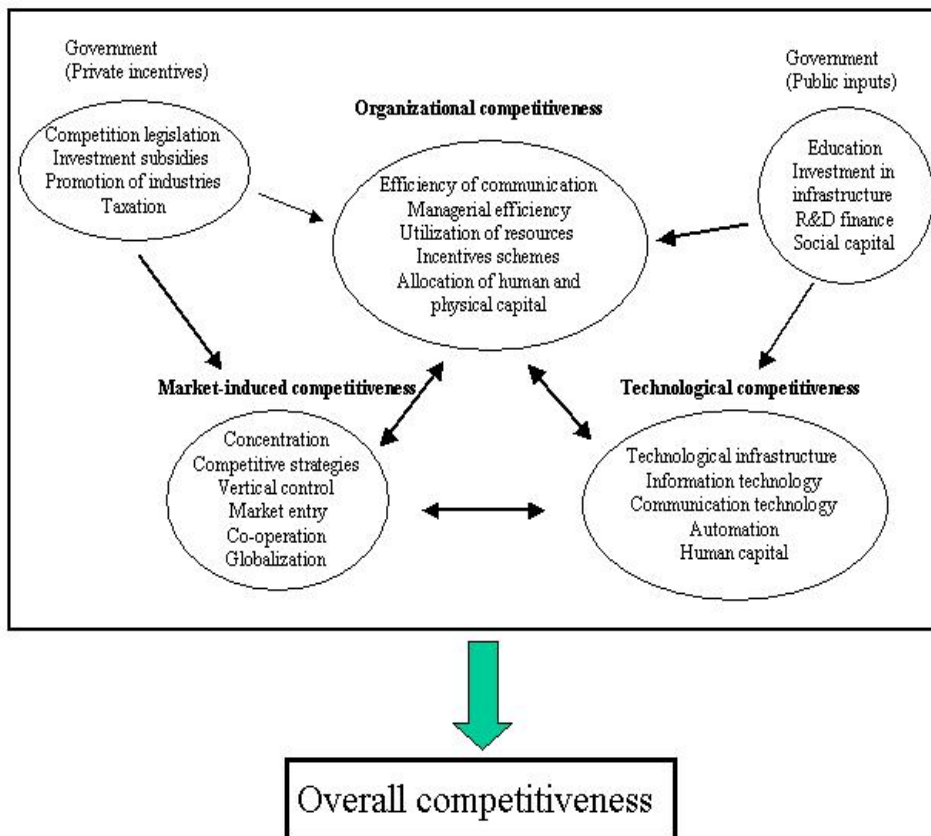 Government
(Private incentives)
Competition legislation
Investment subsidies
Promotion of industries
Taxation
Organizational competitiveness
Efficiency of communication
Managerial efficiency
Utilization of resources
Incentives schemes
Allocation of human and
physical capital
Government
(Public inputs)
Education
Investment in
infrastructure
R&D finance
Social capital
Market-induced competitiveness
Concentration
Competitive strategies
Vertical control
Market entry
Co-operation
Globalization
Technological competitiveness
Technological infrastructure
Information technology
Communication technology
Automation
Human capital
Overall competitiveness